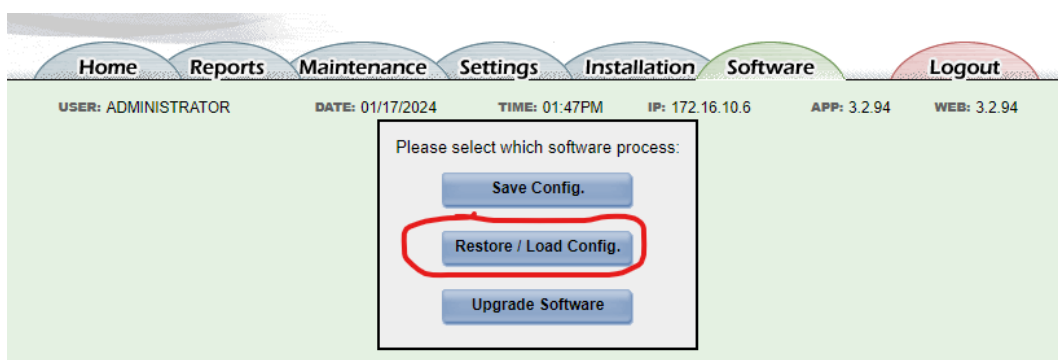 Home Reports Maintenance Settings Installation Software Logout
USER: ADMINISTRATOR DATE: 01/17/2024 TIME: 01:47PM IP: 172.16.10.6 APP: 3.2.94 WEB: 3.2.94
Please select which software process:
Save Config.
Restore / Load Config.
Upgrade Software